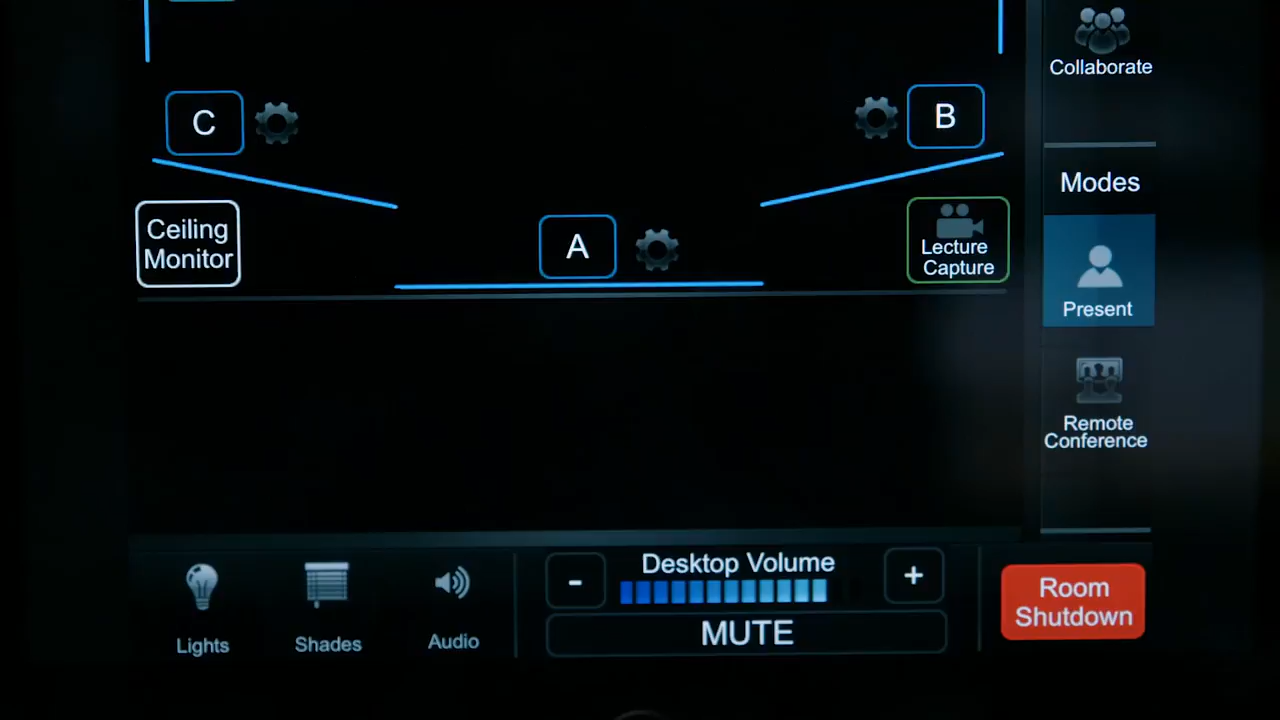 Collaborate
C
B
Modes
Ceiling
Monitor
A
Lecture
Capture
Present
Remote
Conference
Desktop Volume
-
+
MUTE
Lights
Shades
Audio
Room
Shutdown